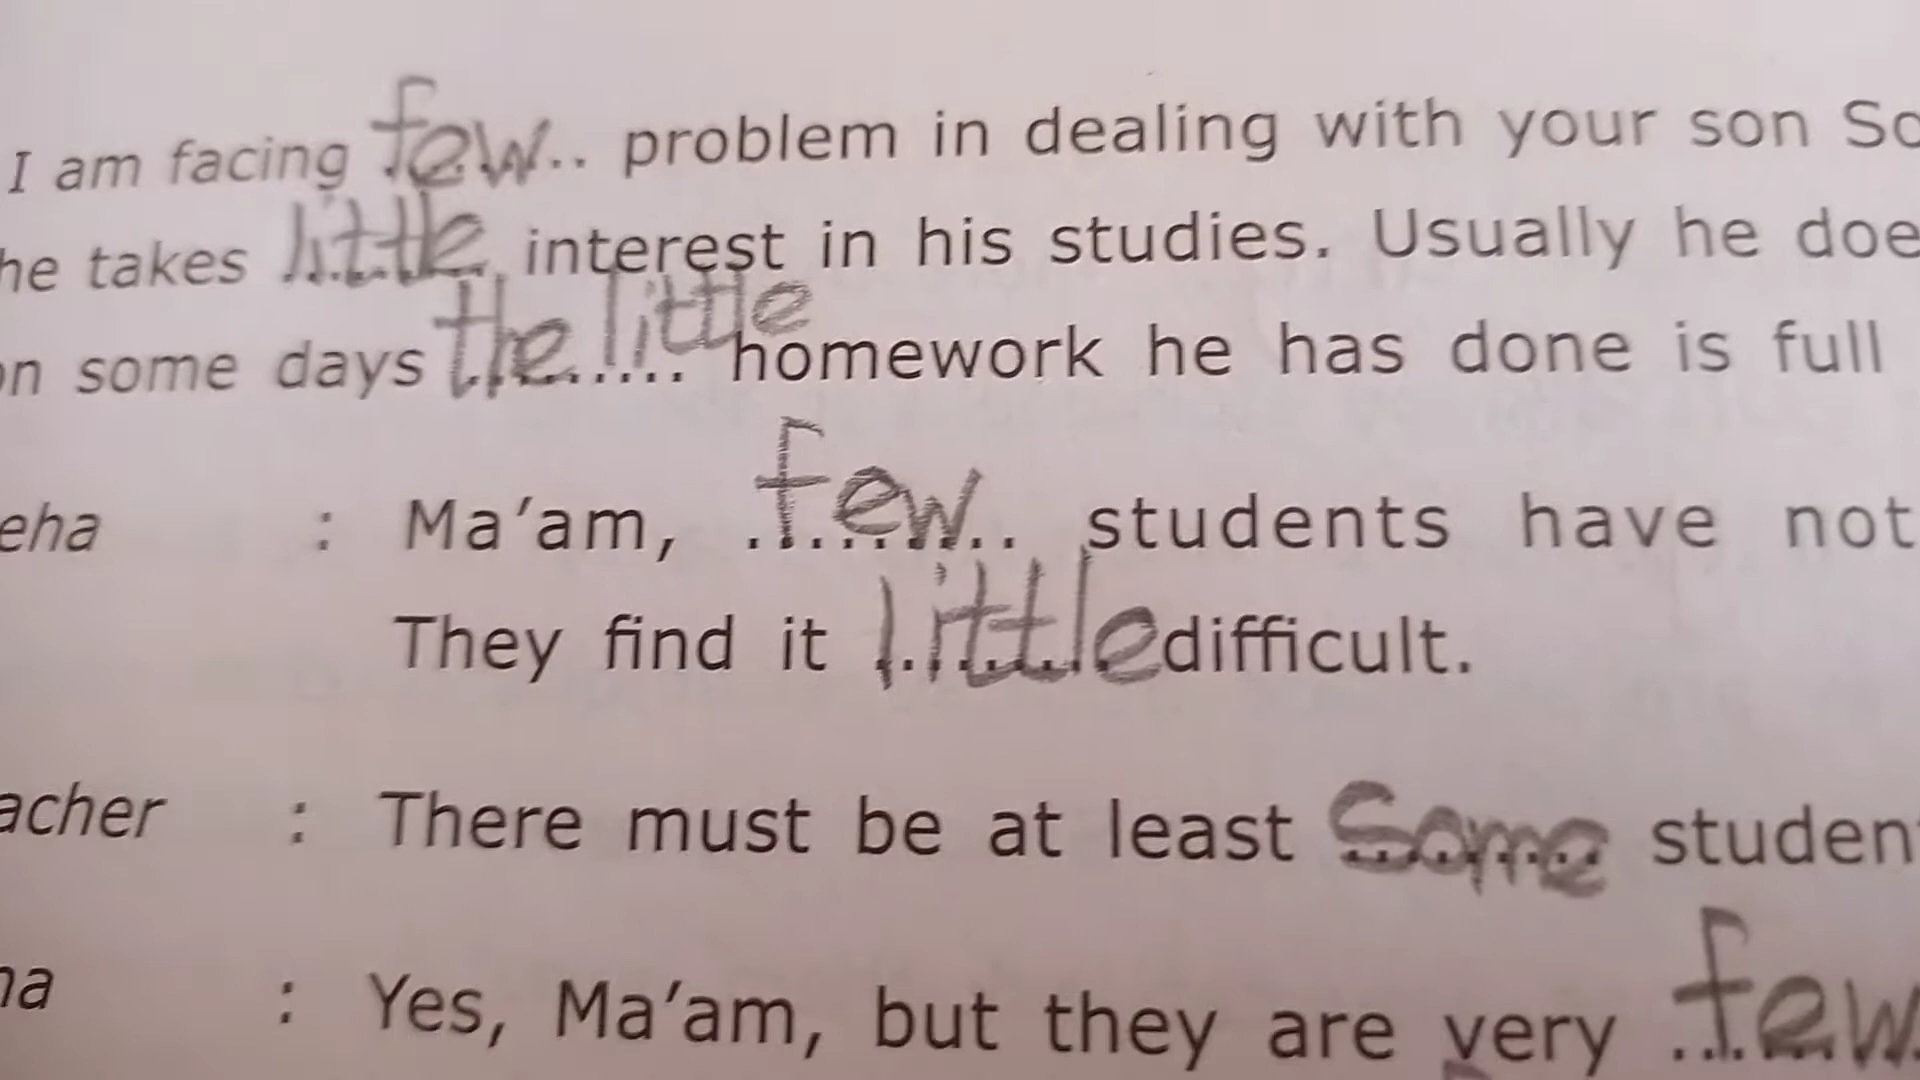 I am facing few.. problem in dealing with your son So
he takes little interest in his studies. Usually he doe
on some days the little homework he has done is full
eha : Ma'am, few.. students have not
They find it little difficult.
acher : There must be at least Some student
na : Yes, Ma'am, but they are very few